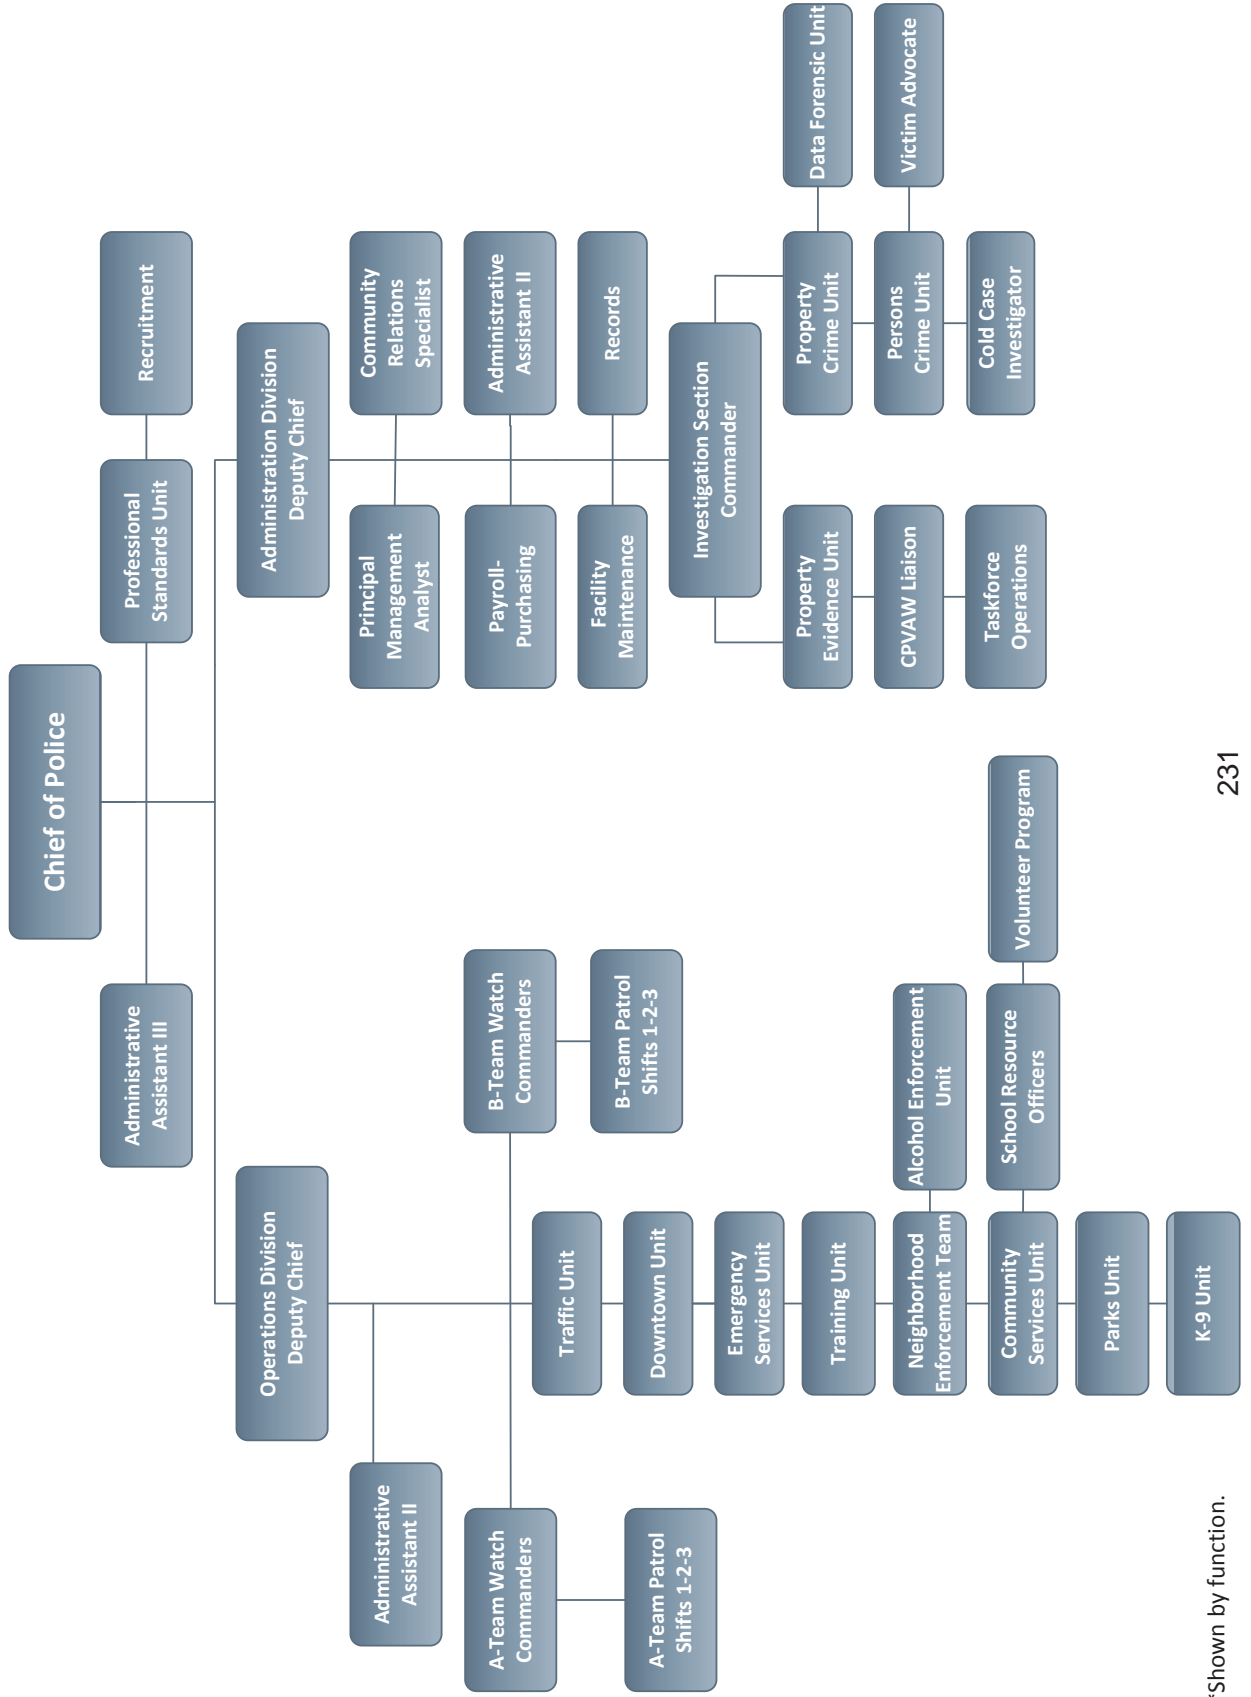 Chief of Police
Administrative
Assistant III
Professional
Standards Unit
Recruitment
Operations Division
Deputy Chief
Administration Division
Deputy Chief
Administrative
Assistant II
A-Team Watch
Commanders
A-Team Patrol
Shifts 1-2-3
B-Team Watch
Commanders
B-Team Patrol
Shifts 1-2-3
Traffic Unit
Downtown Unit
Emergency
Services Unit
Training Unit
Neighborhood
Enforcement Team
Alcohol Enforcement
Unit
Community
Services Unit
School Resource
Officers
Volunteer Program
Parks Unit
K-9 Unit
Principal
Management
Analyst
Community
Relations
Specialist
Payroll-
Purchasing
Administrative
Assistant II
Facility
Maintenance
Records
Investigation Section
Commander
Property
Evidence Unit
CPVAW Liaison
Taskforce
Operations
Property
Crime Unit
Data Forensic Unit
Persons
Crime Unit
Victim Advocate
Cold Case
Investigator
*Shown by function.
231